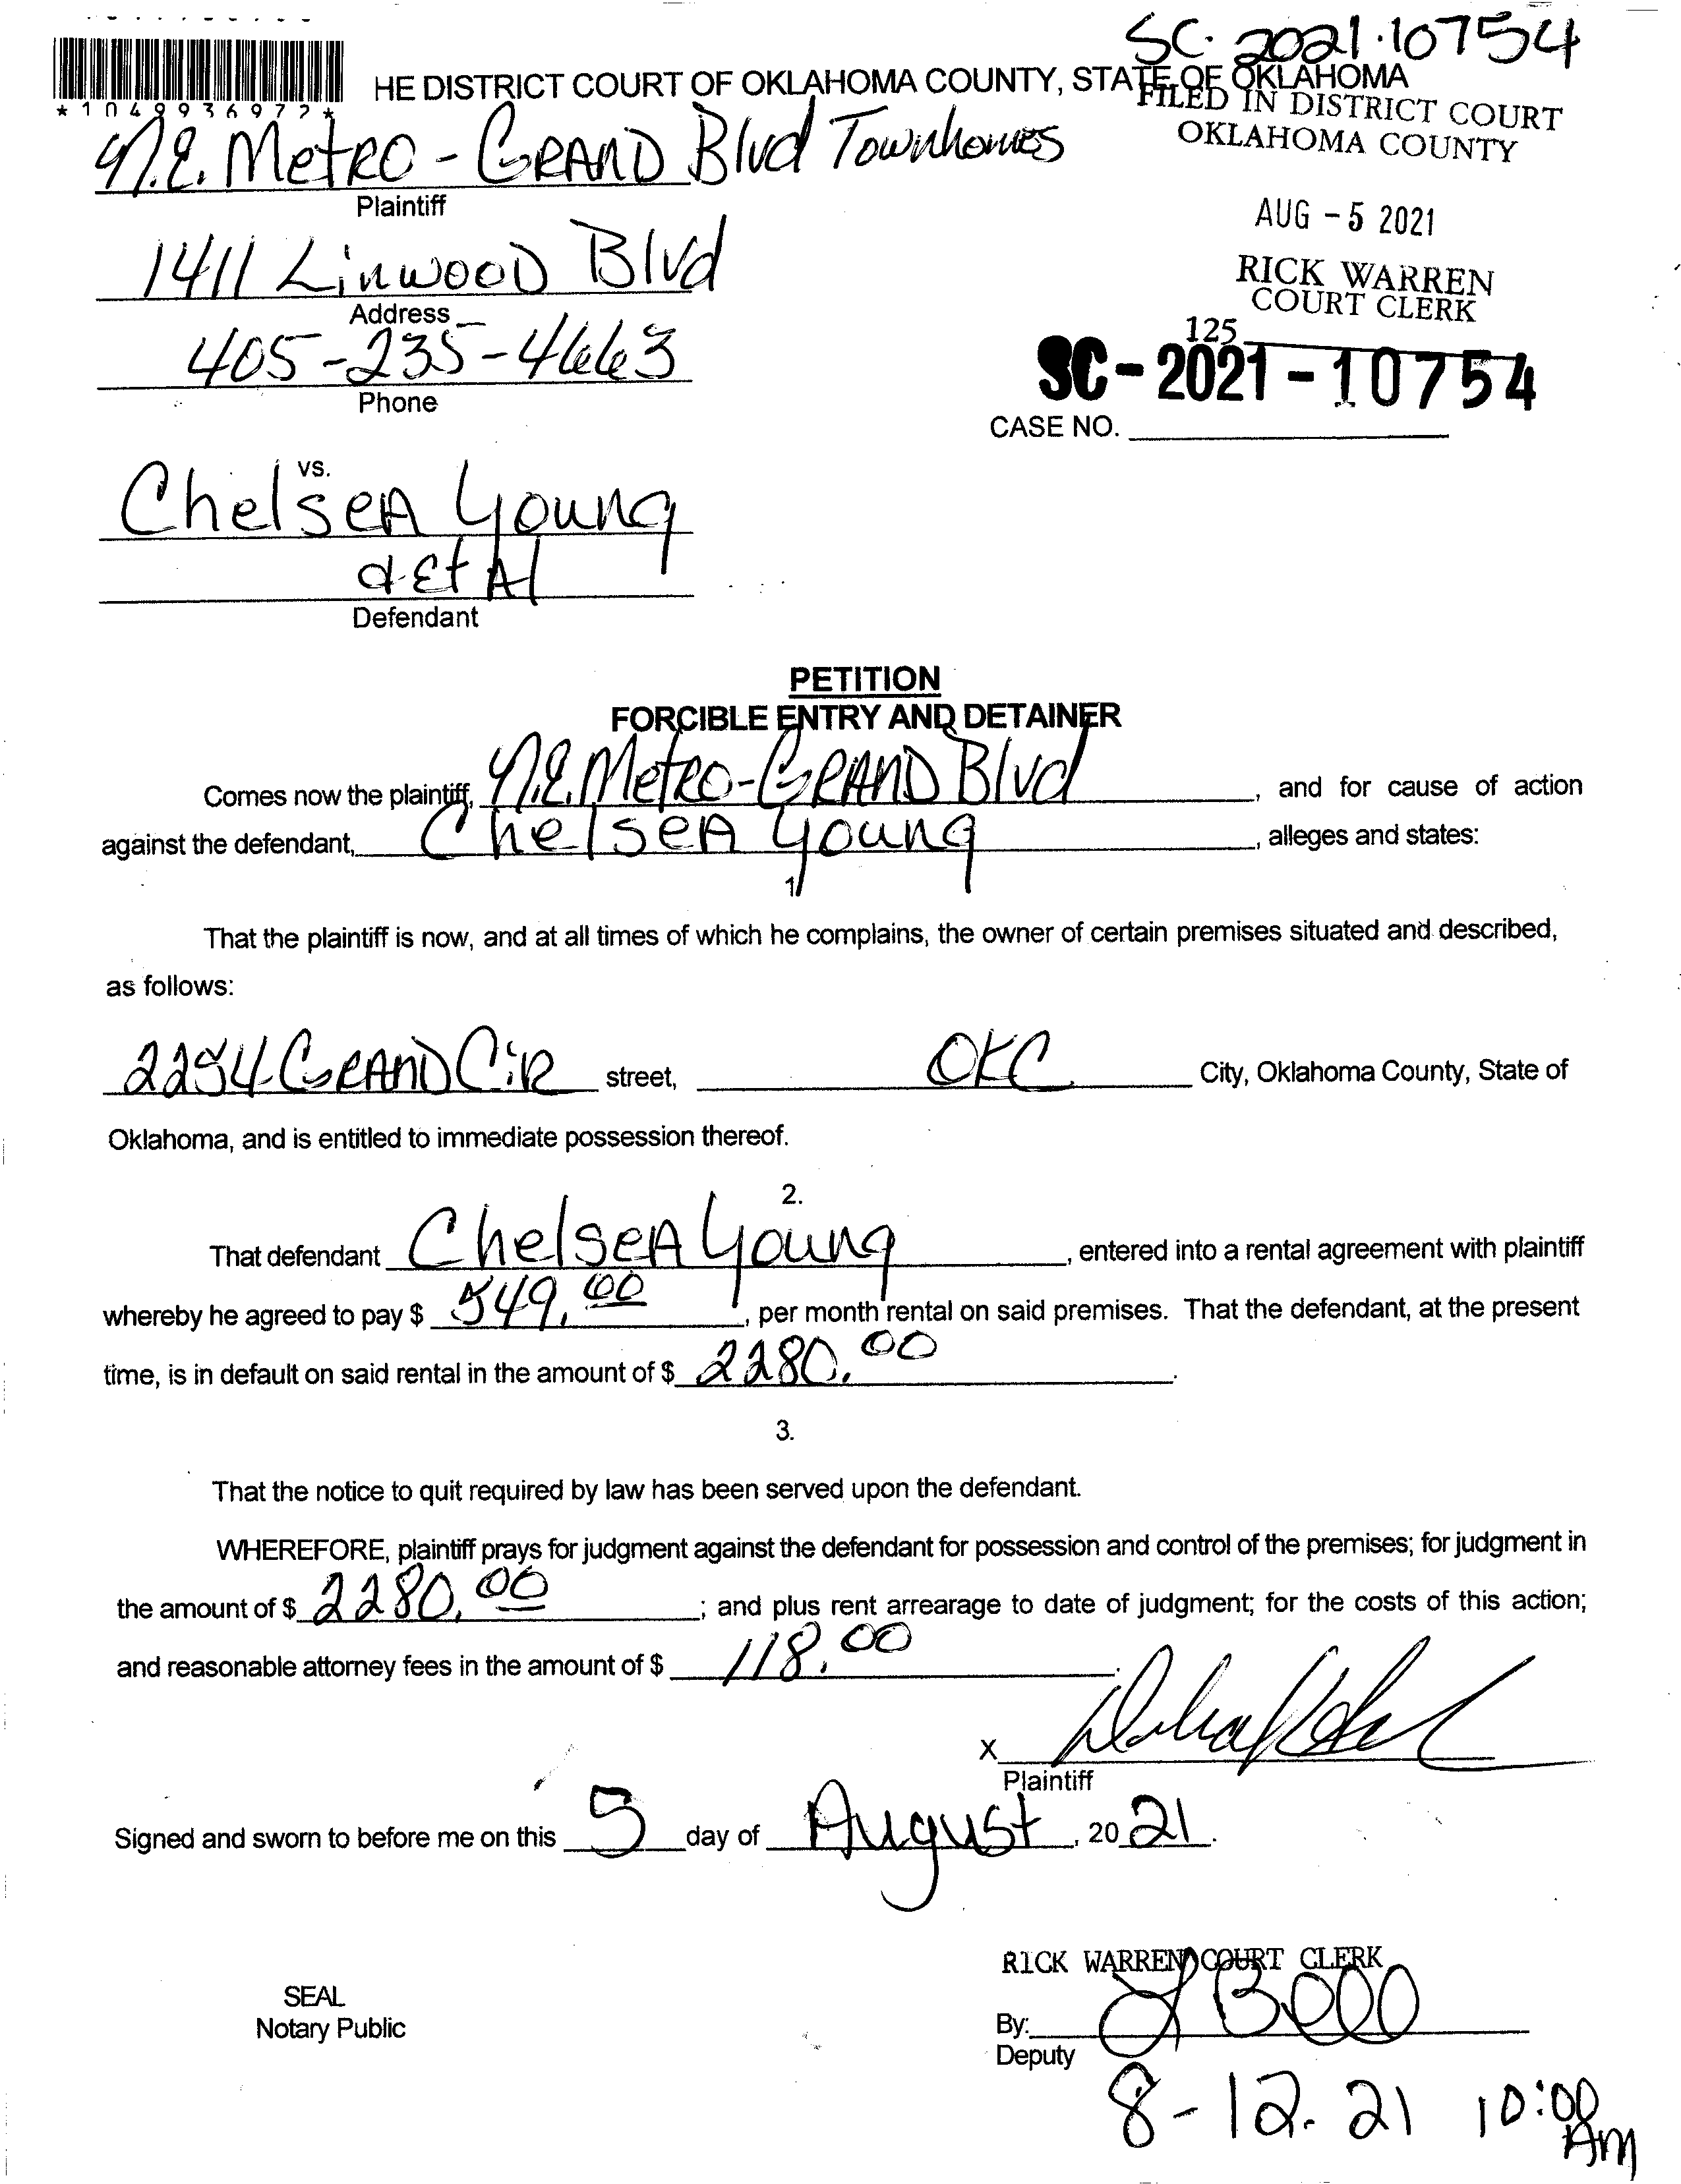 SC. 2021.10754
HE DISTRICT COURT OF OKLAHOMA COUNTY, STATE OF OKLAHOMA
*1049936972*
FILED IN DISTRICT COURT
OKLAHOMA COUNTY
N.E. Metro - GRAND Blvd Townhomes
Plaintiff
AUG - 5 2021
1411 Linwood Blvd
Address
RICK WARREN
COURT CLERK
405-235-4663
Phone
125
SC-2021-10754
CASE NO.
vs.
Chelsea Young
& Et Al
Defendant
PETITION
FORCIBLE ENTRY AND DETAINER
Comes now the plaintiff, N.E. Metro-GRAND Blvd, and for cause of action
against the defendant, Chelsea Young, alleges and states:
1
That the plaintiff is now, and at all times of which he complains, the owner of certain premises situated and described,
as follows:
2254 GRAND CiR street, OKC City, Oklahoma County, State of
Oklahoma, and is entitled to immediate possession thereof.
2.
That defendant Chelsea Young, entered into a rental agreement with plaintiff
whereby he agreed to pay $ 549.00, per month rental on said premises. That the defendant, at the present
time, is in default on said rental in the amount of $ 2280.00.
3.
That the notice to quit required by law has been served upon the defendant.
WHEREFORE, plaintiff prays for judgment against the defendant for possession and control of the premises; for judgment in
the amount of $ 2280.00; and plus rent arrearage to date of judgment; for the costs of this action;
and reasonable attorney fees in the amount of $ 118.00.
X
Plaintiff
Signed and sworn to before me on this 5 day of August, 2021.
RICK WARREN COURT CLERK
SEAL
Notary Public
By:
Deputy
8-12.21 10:00 Am